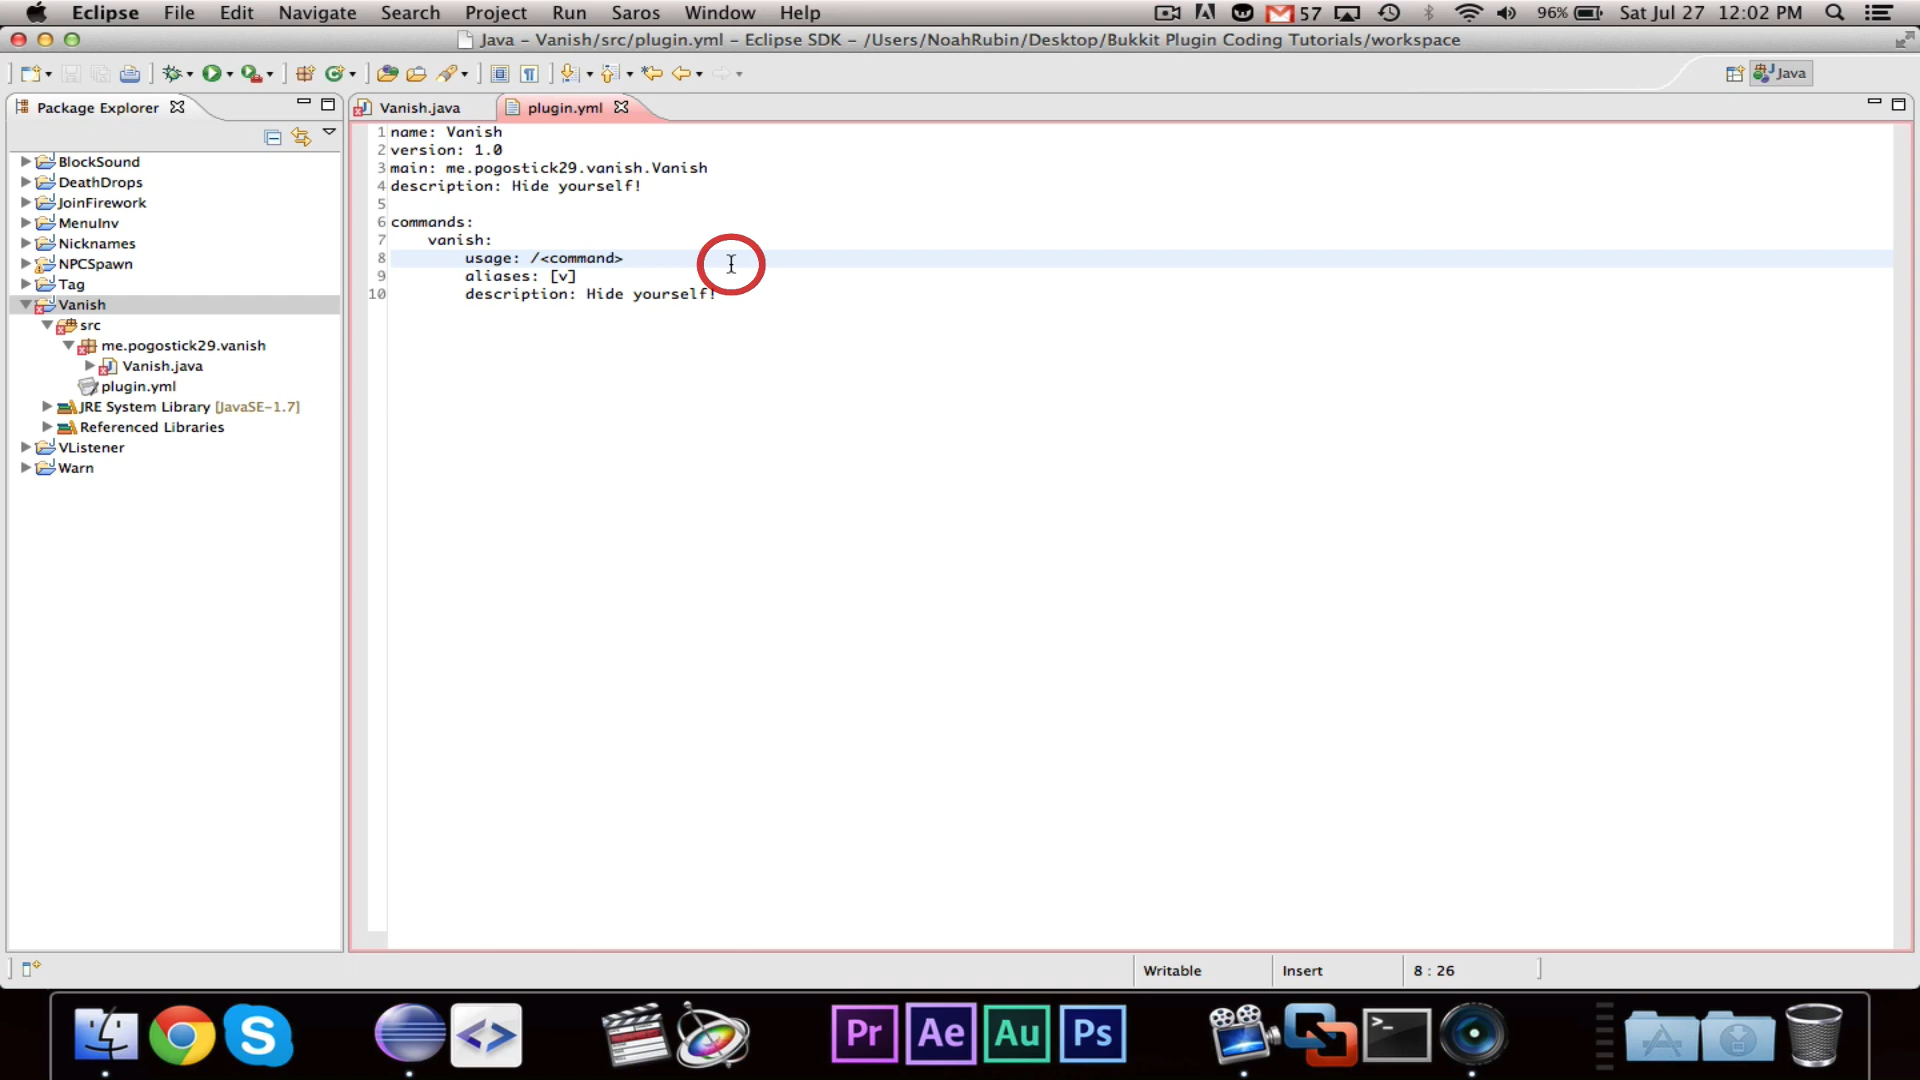 Eclipse File Edit Navigate Search Project Run Saros Window Help 57 96% Sat Jul 27 12:02 PM
Java – Vanish/src/plugin.yml – Eclipse SDK – /Users/NoahRubin/Desktop/Bukkit Plugin Coding Tutorials/workspace
Java
Package Explorer
Vanish.java
plugin.yml
BlockSound
DeathDrops
JoinFirework
MenuInv
Nicknames
NPCSpawn
Tag
Vanish
src
me.pogostick29.vanish
Vanish.java
plugin.yml
JRE System Library [JavaSE-1.7]
Referenced Libraries
VListener
Warn
1 name: Vanish
2 version: 1.0
3 main: me.pogostick29.vanish.Vanish
4 description: Hide yourself!
5
6 commands:
7 vanish:
8 usage: /<command>
9 aliases: [v]
10 description: Hide yourself!
Writable Insert 8 : 26
Pr Ae Au Ps